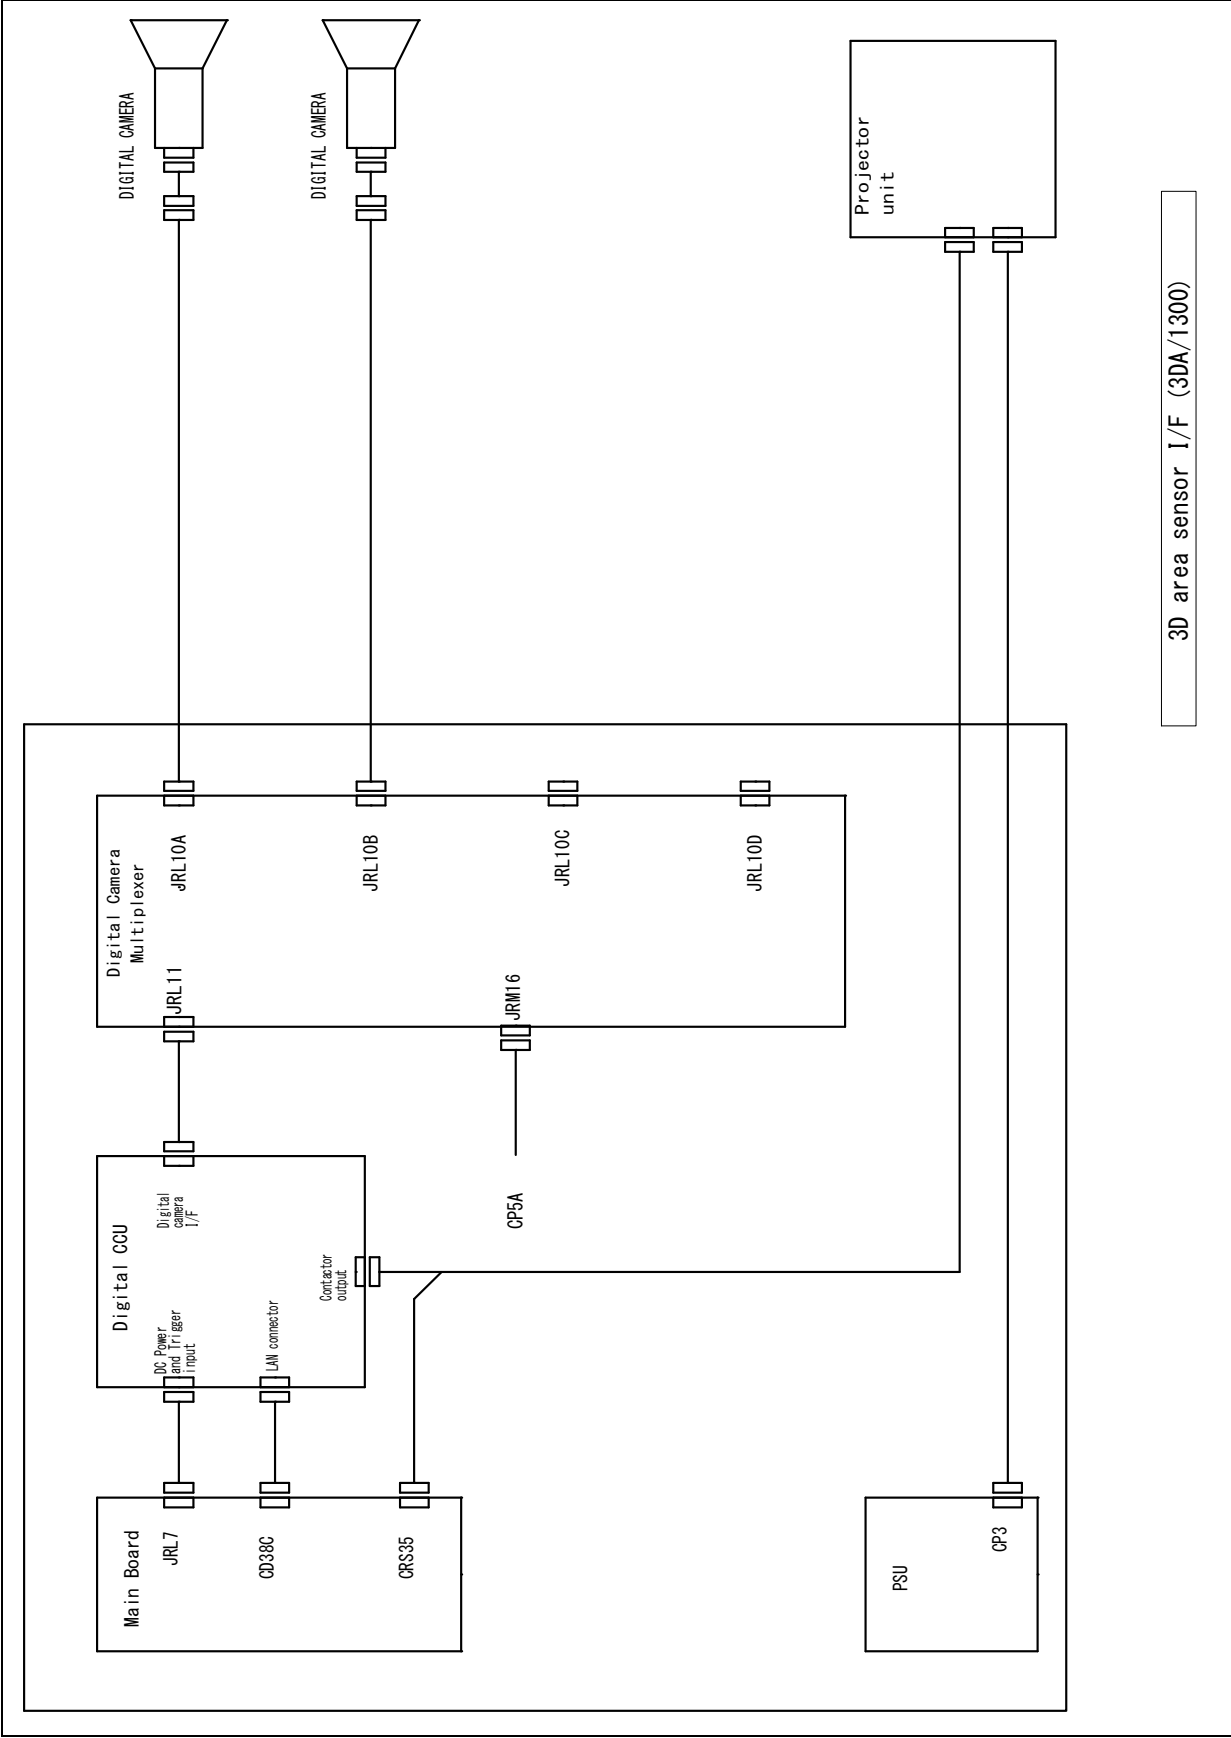 Main Board
JRL7
CD38C
CRS35
PSU
CP3
Digital CCU
DC Power
and Trigger
input
LAN connector
Digital
camera
I/F
Contactor
output
CP5A
Digital Camera
Multiplexer
JRL11
JRM16
JRL10A
JRL10B
JRL10C
JRL10D
DIGITAL CAMERA
DIGITAL CAMERA
Projector
unit
3D area sensor I/F (3DA/1300)